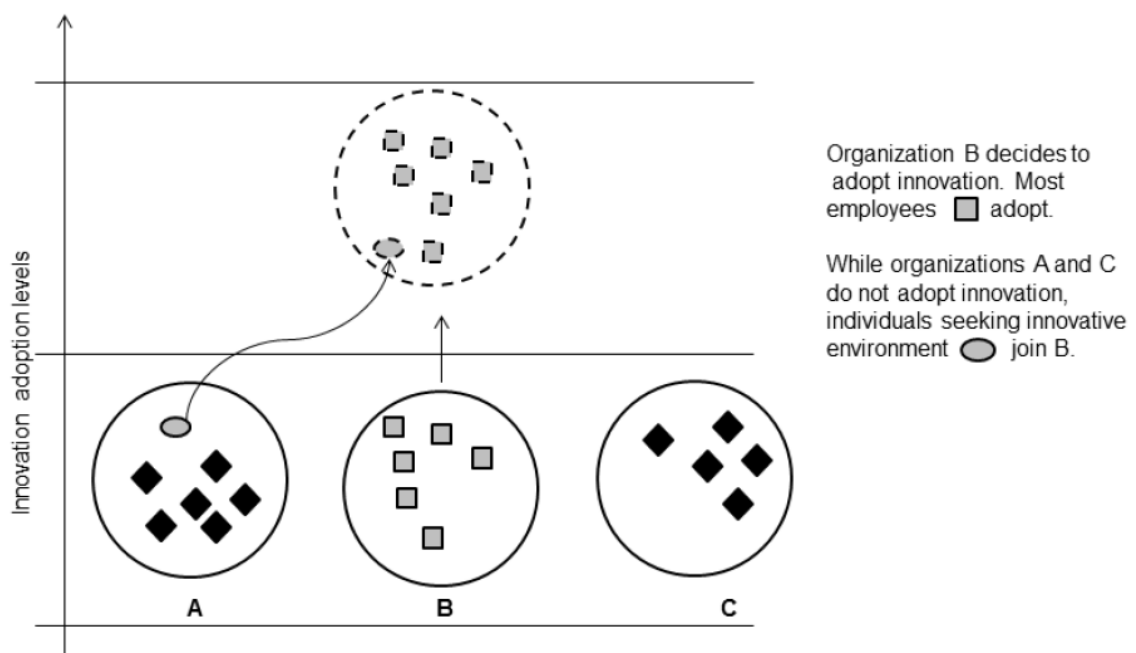 Innovation adoption levels
Organization B decides to
adopt innovation. Most
employees adopt.
While organizations A and C
do not adopt innovation,
individuals seeking innovative
environment join B.
A
B
C